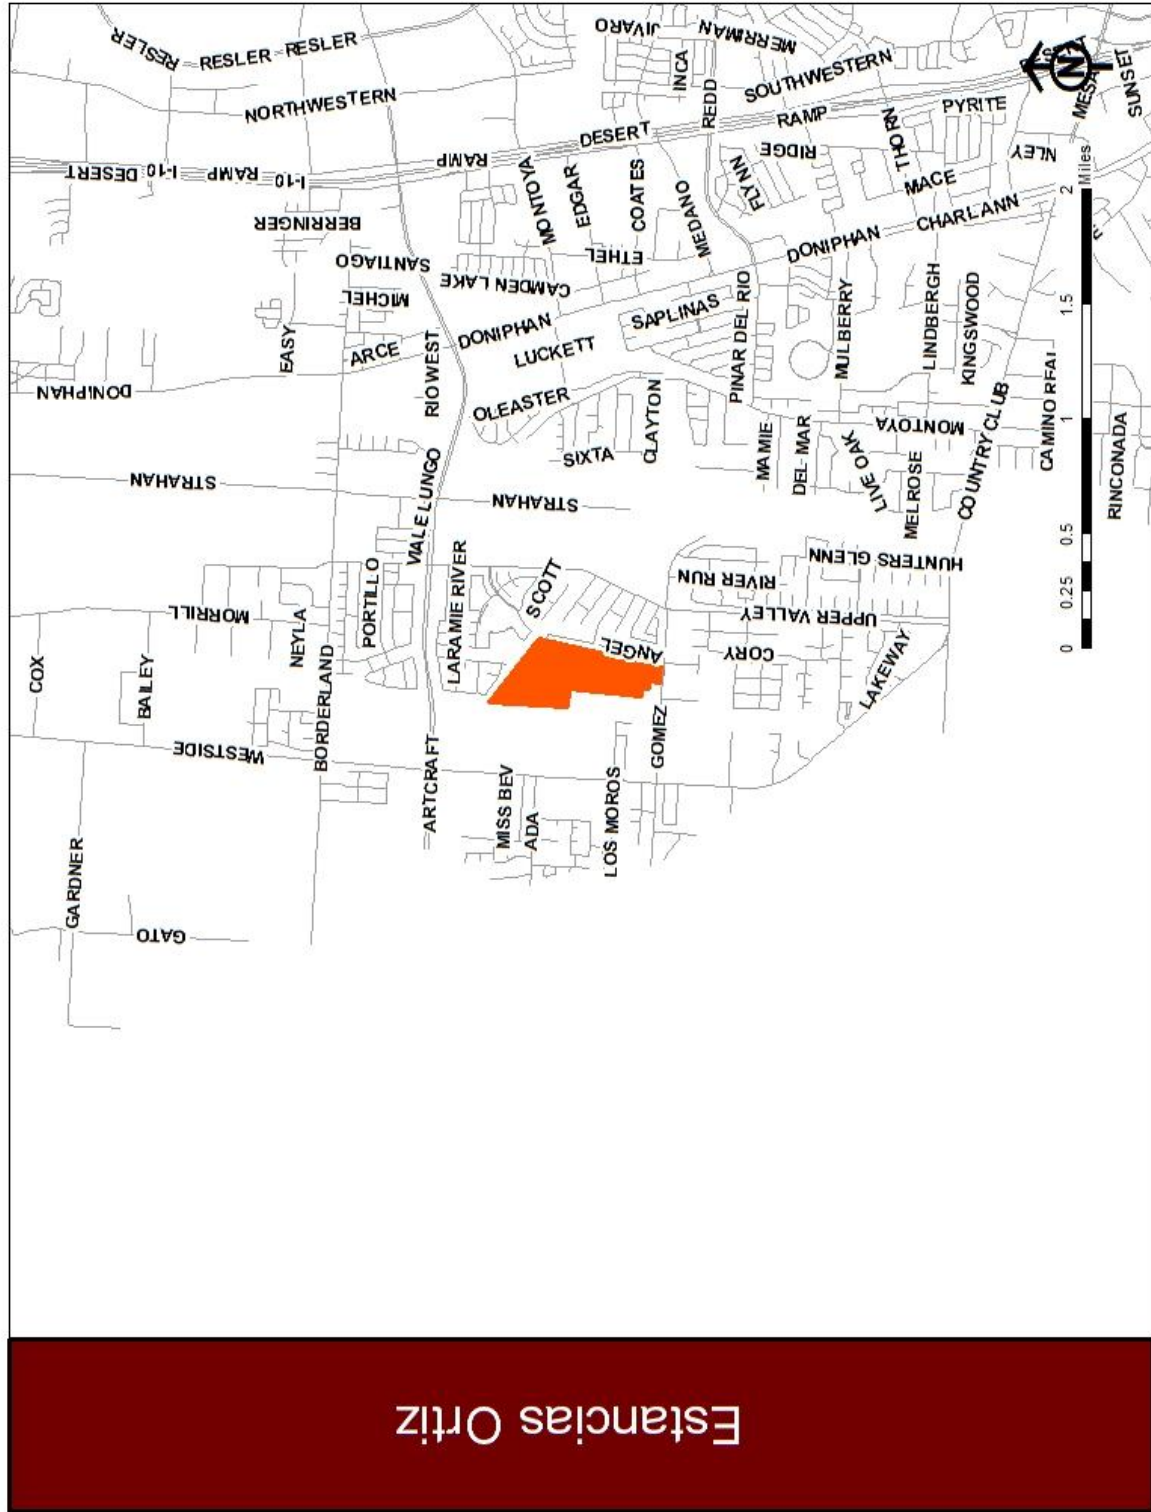 RESLER
RESLER
RESLER
RESLER
NORTHWESTERN
JIVARO
MERRIMAN
INCA
REDD
SOUTHWESTERN
SUNSET
MESA
N
DESERT
I-10
RAMP
I-10
RAMP
DESERT
RAMP
PYRITE
THORN
RIDGE
NLEY
MACE
FLYNN
MONTOYA
EDGAR
COATES
MEDANO
BERRINGER
ETHEL
CHARL ANN
DONIPHAN
SANTIAGO
CAMDEN LAKE
MICHEL
EASY
ARCE
DONIPHAN
LUCKETT
SAPLINAS
PINAR DEL RIO
MULBERRY
LINDBERGH
KINGSWOOD
DONIPHAN
RIO WEST
OLEASTER
CLAYTON
SIXTA
MAMIE
DEL MAR
LIVE OAK
MONTOYA
MELROSE
COUNTRY CLUB
CAMINO REAL
RINCONADA
STRAHAN
STRAHAN
VIALE LUNGO
LARAMIE RIVER
SCOTT
RIVER RUN
HUNTERS GLENN
UPPER VALLEY
PORTILLO
MORRILL
NEYLA
COX
BAILEY
BORDERLAND
ANGEL
CORY
LAKEWAY
WESTSIDE
ARTCRAFT
GOMEZ
MISS BEV
ADA
LOS MOROS
GARDNER
GATO
0 0.25 0.5 1 1.5 2
Miles
Estancias Ortiz